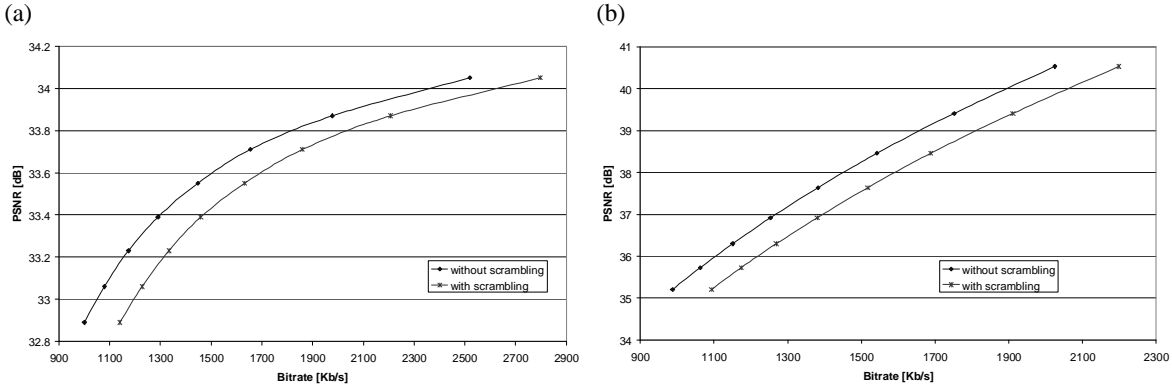 (a)
34.2
34
33.8
33.6
33.4
33.2
33
32.8
PSNR [dB]
900 1100 1300 1500 1700 1900 2100 2300 2500 2700 2900
Bitrate [Kb/s]
without scrambling
with scrambling
(b)
41
40
39
38
37
36
35
34
PSNR [dB]
900 1100 1300 1500 1700 1900 2100 2300
Bitrate [Kb/s]
without scrambling
with scrambling